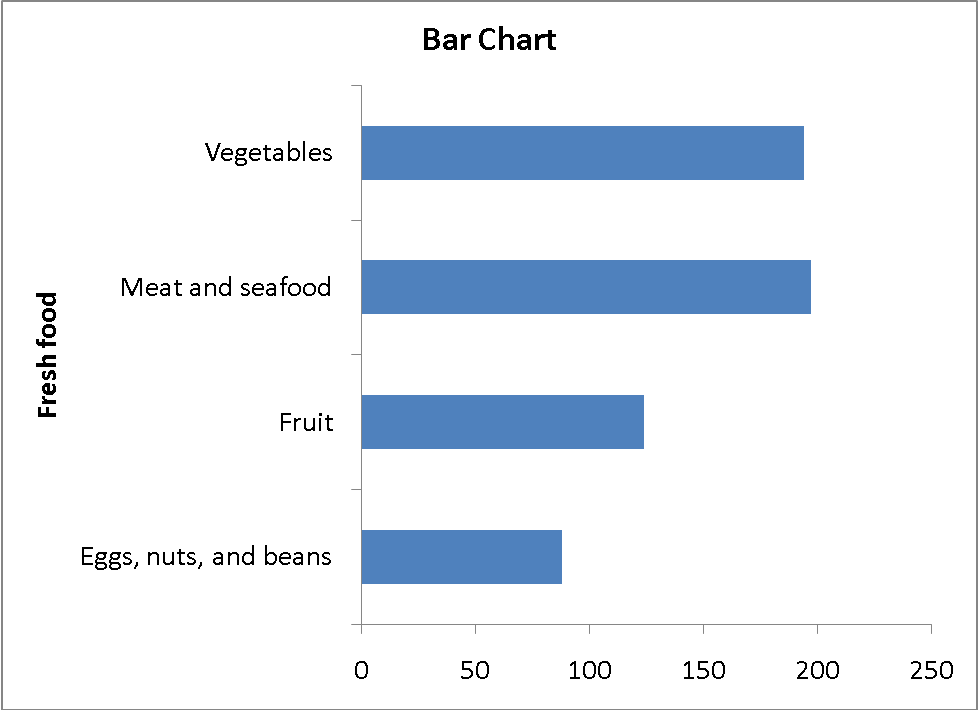 Bar Chart
Fresh food
Vegetables
Meat and seafood
Fruit
Eggs, nuts, and beans
0 50 100 150 200 250